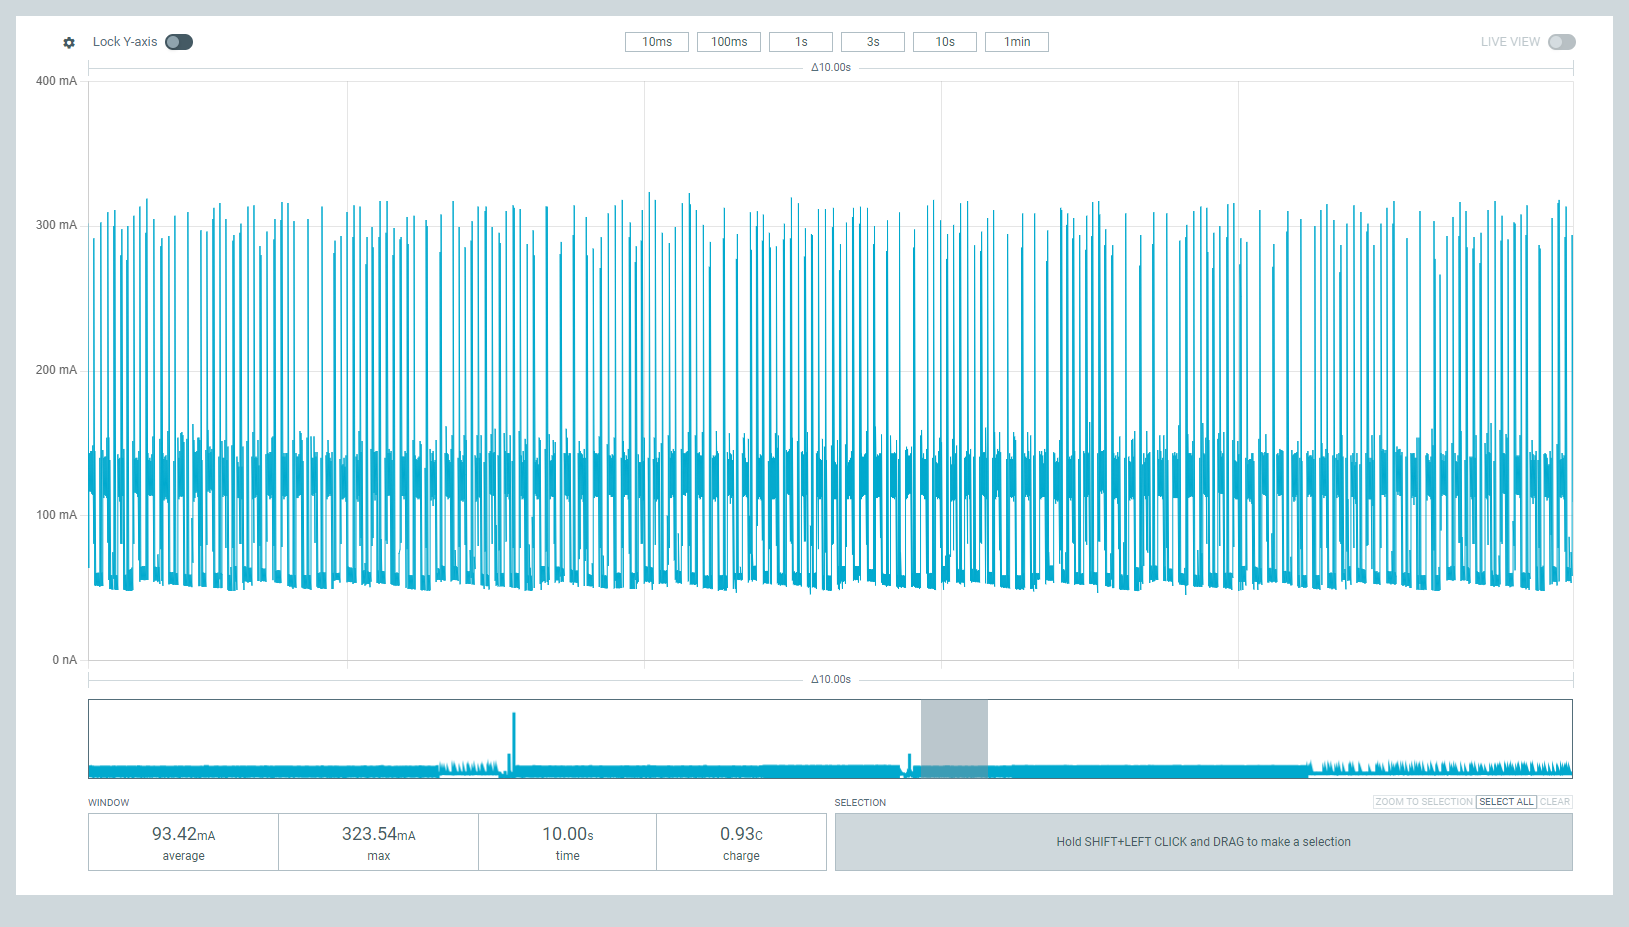 Lock Y-axis
10ms 100ms 1s 3s 10s 1min
LIVE VIEW
Δ10.00s
400 mA
300 mA
200 mA
100 mA
0 nA
Δ10.00s
WINDOW
93.42mA
average
323.54mA
max
10.00s
time
0.93C
charge
SELECTION
ZOOM TO SELECTION SELECT ALL CLEAR
Hold SHIFT+LEFT CLICK and DRAG to make a selection